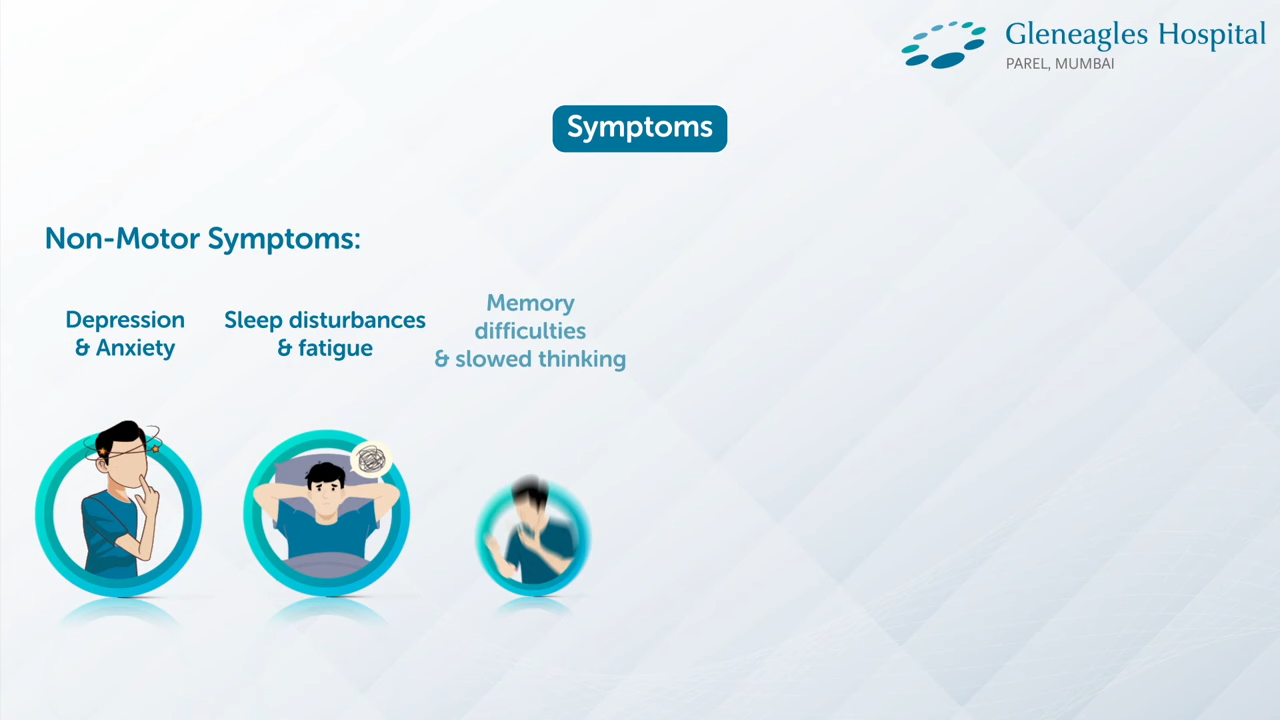 Gleneagles Hospital
PAREL, MUMBAI
Symptoms
Non-Motor Symptoms:
Depression
& Anxiety
Sleep disturbances
& fatigue
Memory
difficulties
& slowed thinking